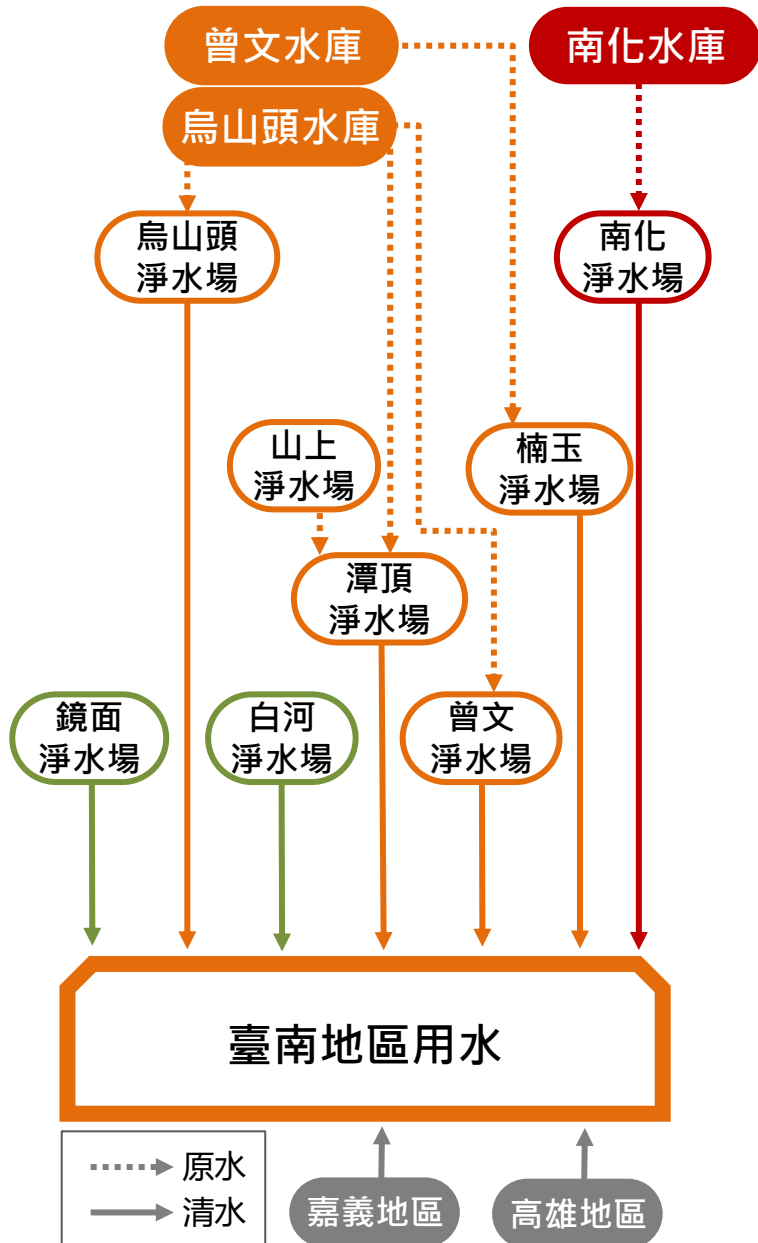 曾文水庫
南化水庫
烏山頭水庫
烏山頭
淨水場
南化
淨水場
山上
淨水場
楠玉
淨水場
潭頂
淨水場
鏡面
淨水場
白河
淨水場
曾文
淨水場
臺南地區用水
原水
清水
嘉義地區
高雄地區